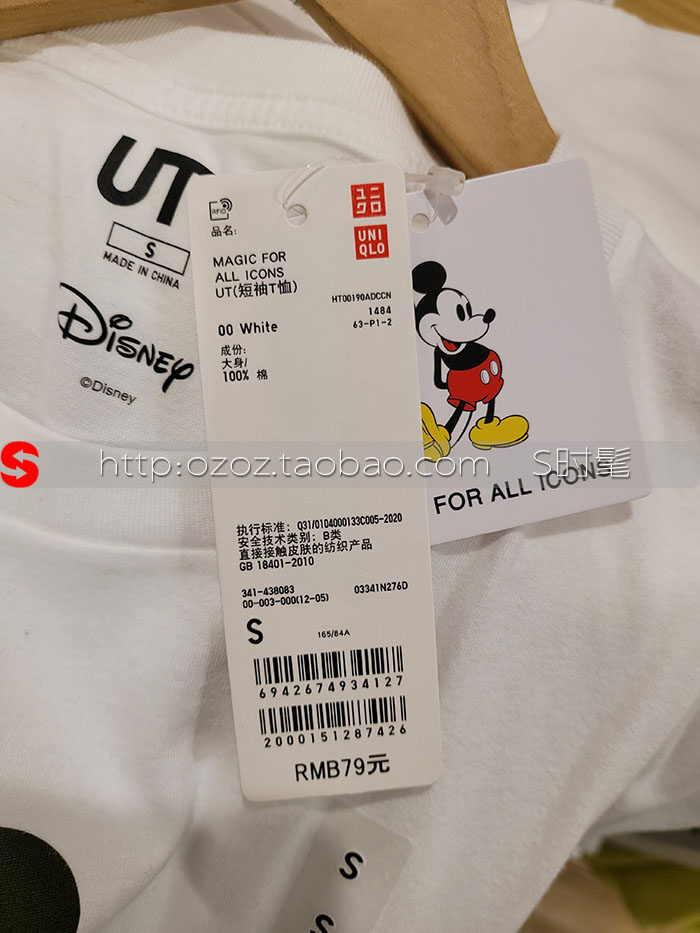 UT
S
MADE IN CHINA
Disney
©Disney
RFID
ユニ
クロ
UNI
QLO
品名:
MAGIC FOR
ALL ICONS
UT(短袖T恤)
HT00190ADCCN
1484
63-P1-2
00 White
成份:
大身/
100% 棉
FOR ALL ICONS
S http:ozoz.taobao.com S时髦
执行标准: Q31/0104000133C005-2020
安全技术类别: B类
直接接触皮肤的纺织产品
GB 18401-2010
341-438083
00-003-000(12-05) 03341N276D
S 165/84A
6942674934127
2000151287426
RMB79元
S
S